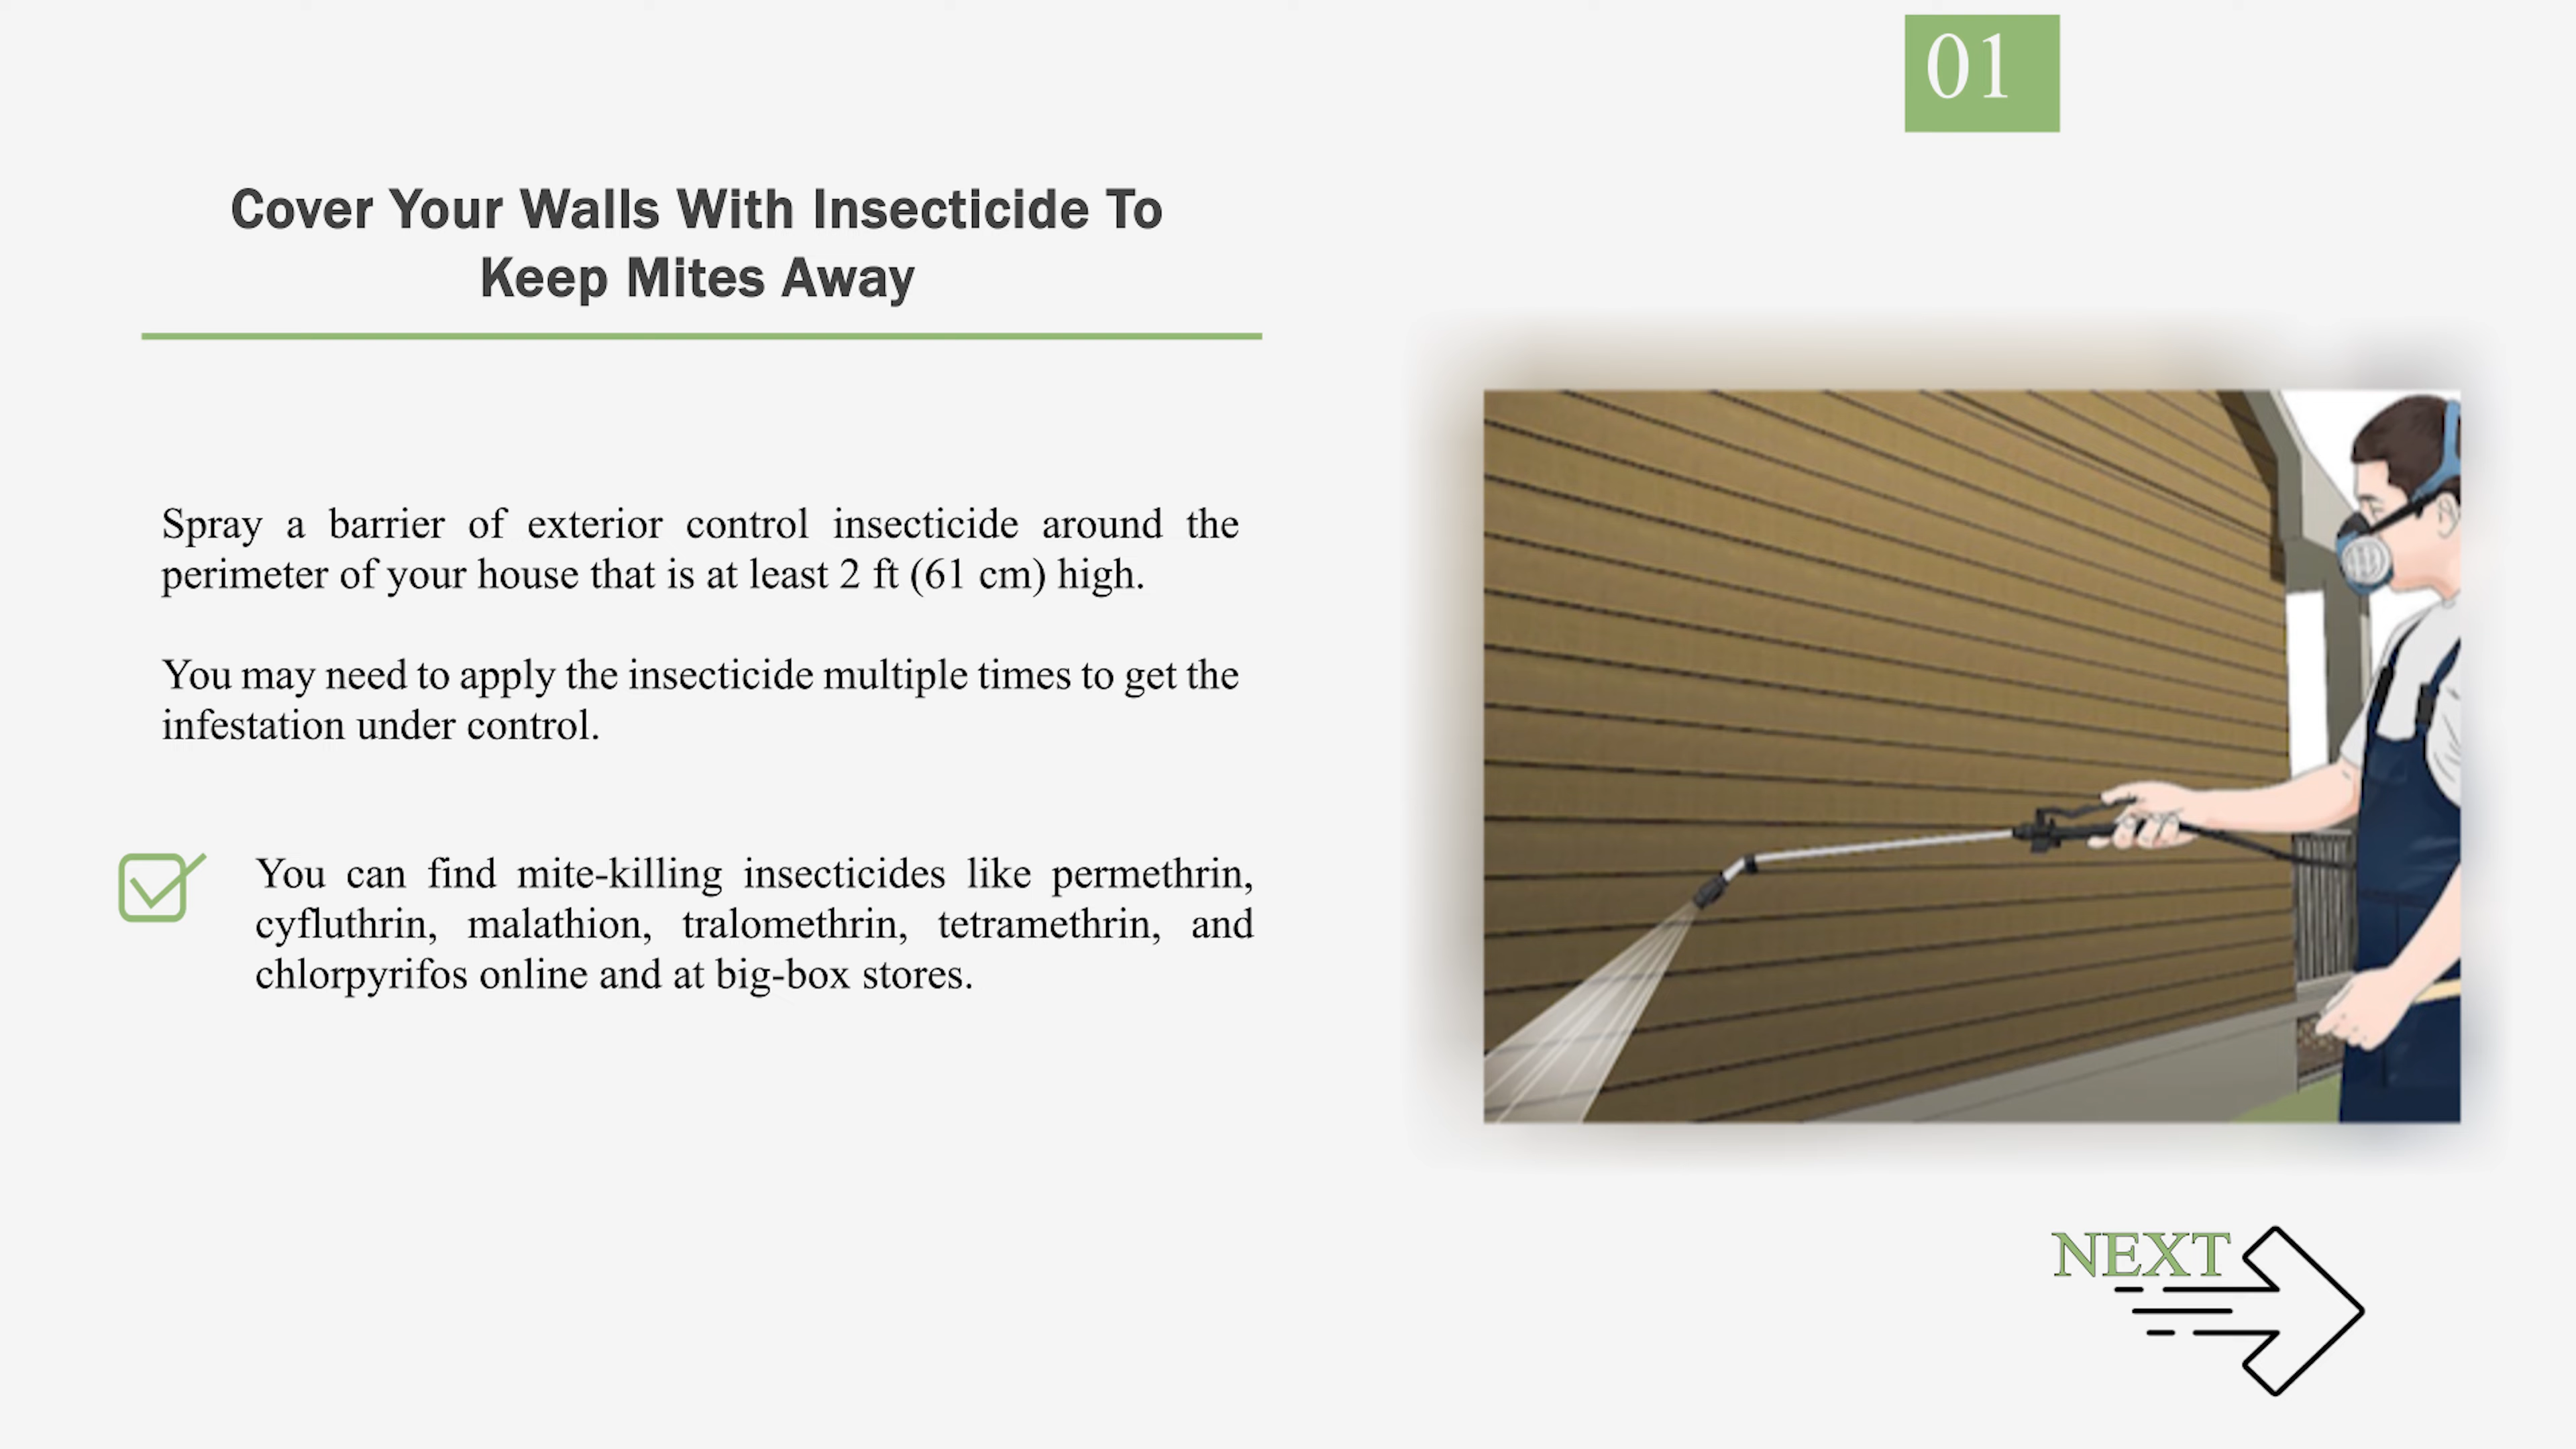 01
Cover Your Walls With Insecticide To
Keep Mites Away
Spray a barrier of exterior control insecticide around the
perimeter of your house that is at least 2 ft (61 cm) high.
You may need to apply the insecticide multiple times to get the
infestation under control.
You can find mite-killing insecticides like permethrin,
cyfluthrin, malathion, tralomethrin, tetramethrin, and
chlorpyrifos online and at big-box stores.
NEXT